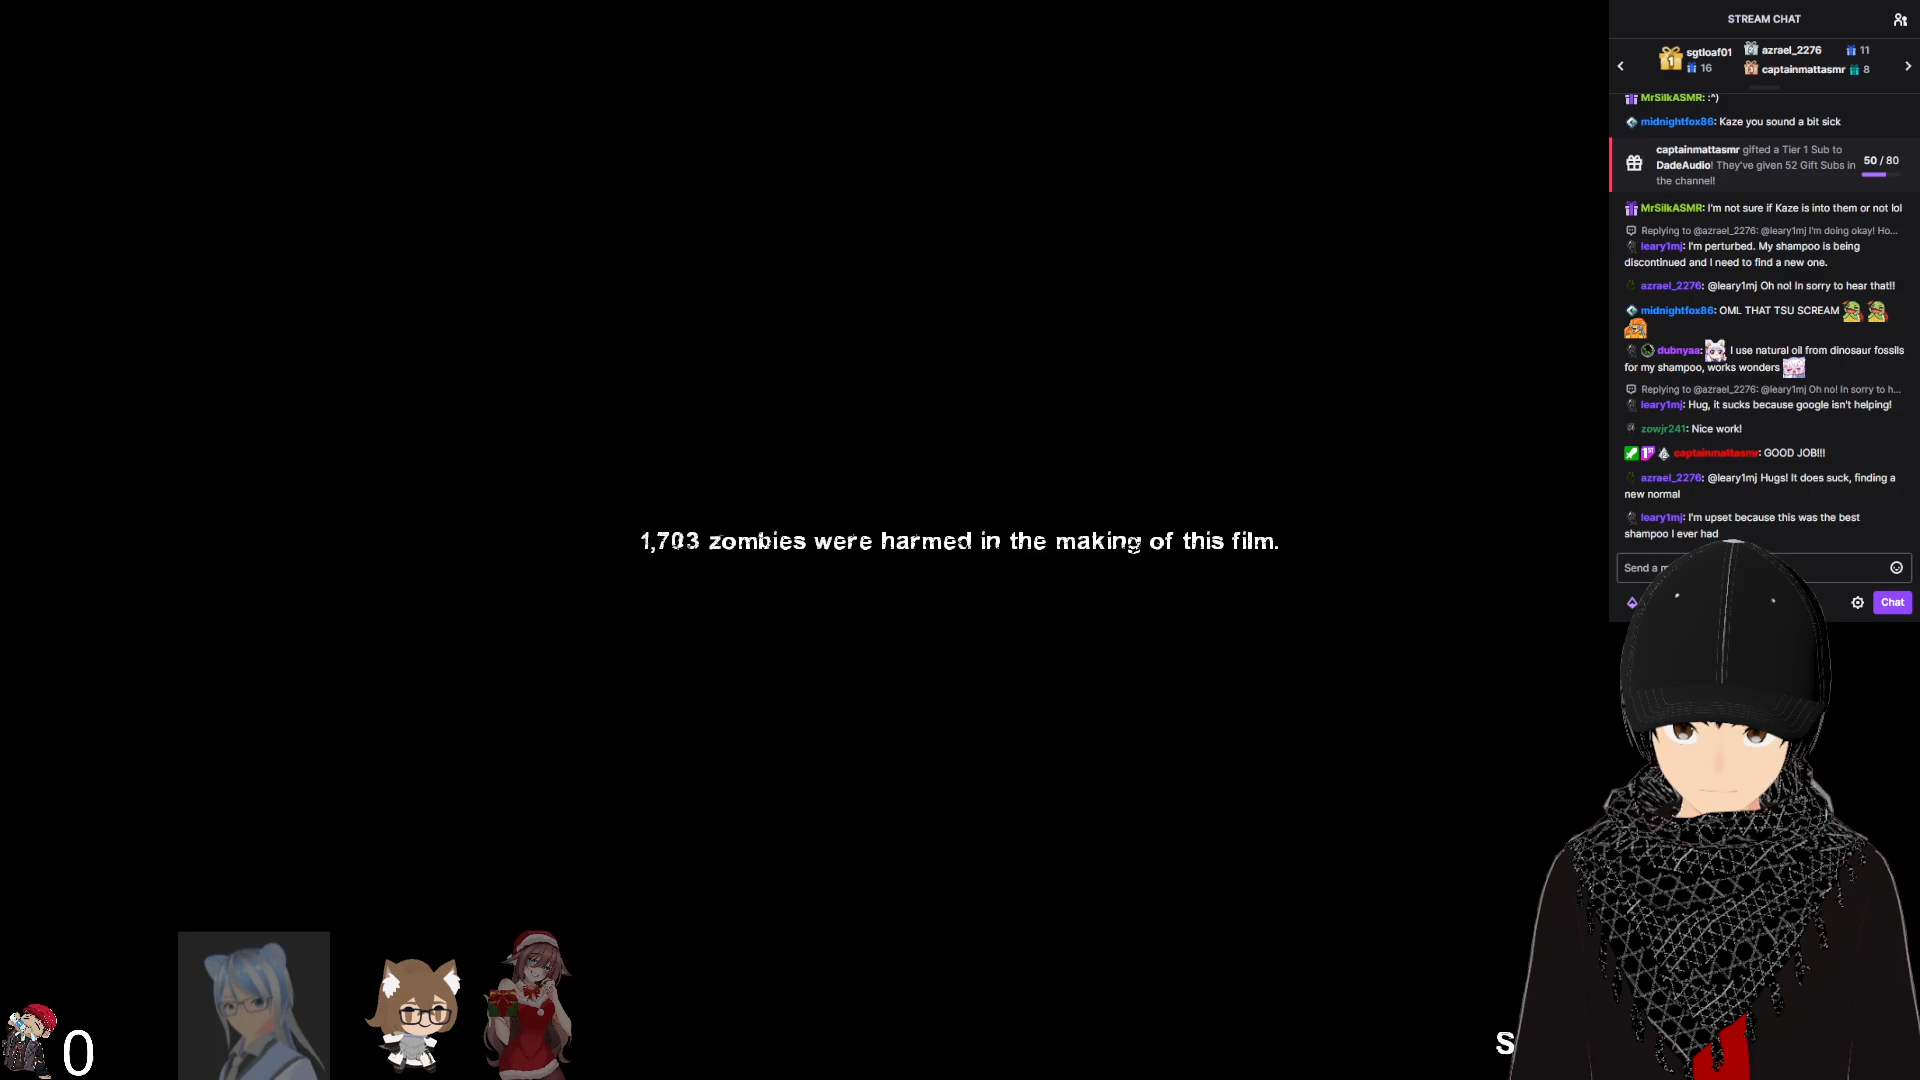 STREAM CHAT
sgtloaf01
16
azrael_2276
11
captainmattasmr
8
MrSilkASMR: :^)
midnightfox86: Kaze you sound a bit sick
captainmattasmr gifted a Tier 1 Sub to
DadeAudio! They've given 52 Gift Subs in
the channel!
50 / 80
MrSilkASMR: I'm not sure if Kaze is into them or not lol
Replying to @azrael_2276: @leary1mj I'm doing okay! Ho...
leary1mj: I'm perturbed. My shampoo is being
discontinued and I need to find a new one.
azrael_2276: @leary1mj Oh no! In sorry to hear that!!
midnightfox86: OML THAT TSU SCREAM
dubnyaa: I use natural oil from dinosaur fossils
for my shampoo, works wonders
Replying to @azrael_2276: @leary1mj Oh no! In sorry to h...
leary1mj: Hug, it sucks because google isn't helping!
zowjr241: Nice work!
captainmattasmr: GOOD JOB!!!
azrael_2276: @leary1mj Hugs! It does suck, finding a
new normal
leary1mj: I'm upset because this was the best
shampoo I ever had
Send a m
Chat
1,703 zombies were harmed in the making of this film.
0
S